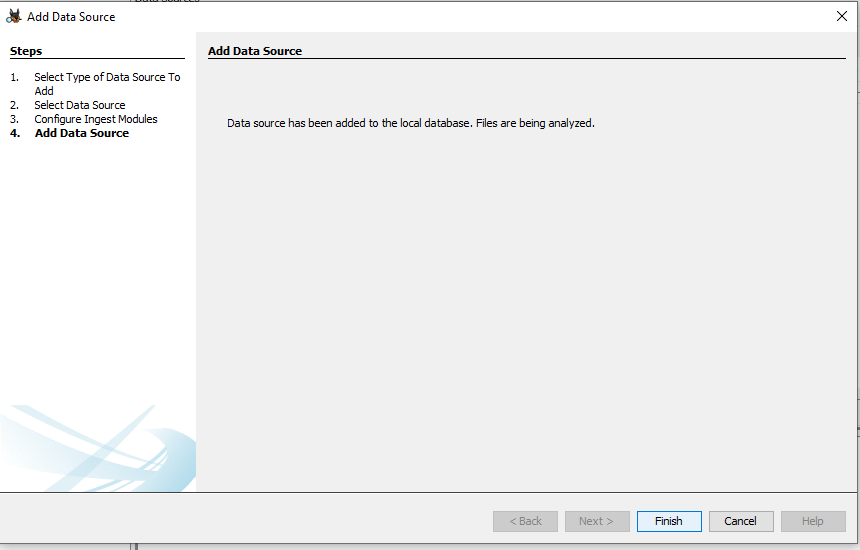 Add Data Source
Steps
1. Select Type of Data Source To
Add
2. Select Data Source
3. Configure Ingest Modules
4. Add Data Source
Add Data Source
Data source has been added to the local database. Files are being analyzed.
< Back
Next >
Finish
Cancel
Help